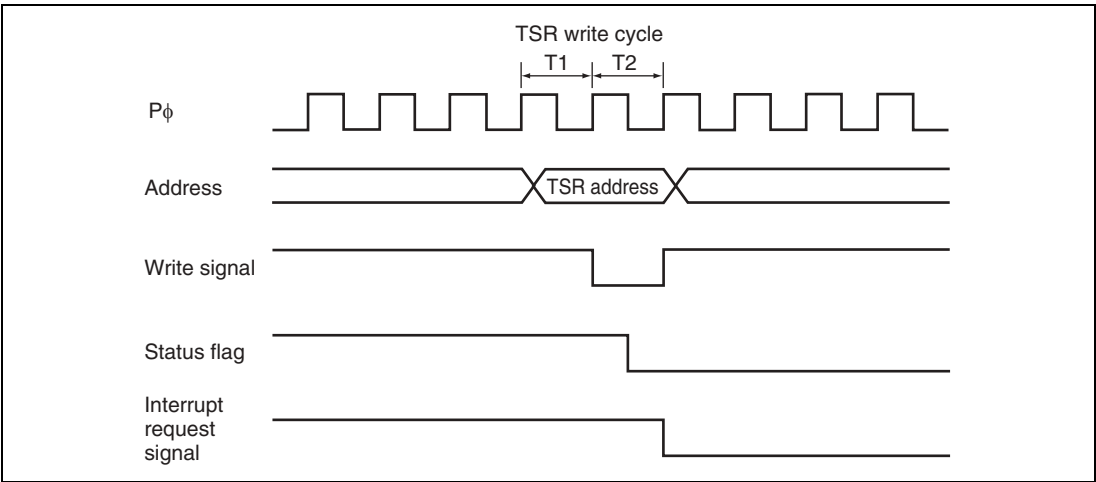 TSR write cycle
T1 T2
Pϕ
Address
TSR address
Write signal
Status flag
Interrupt
request
signal